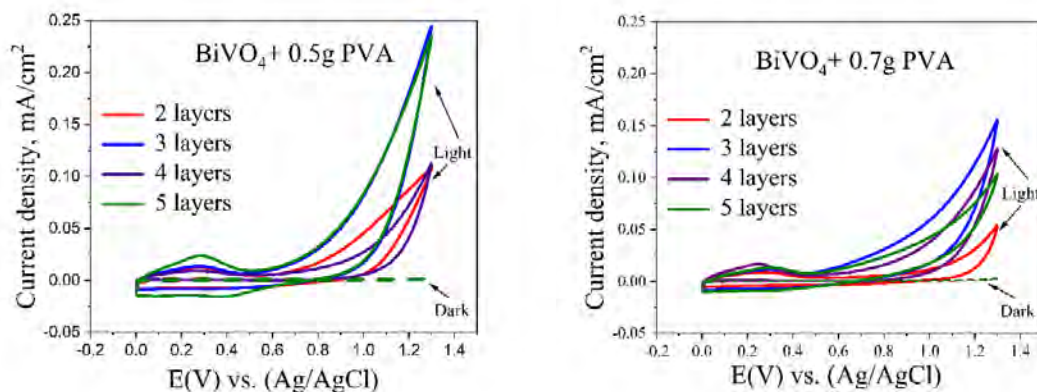 BiVO₄+ 0.5g PVA
2 layers
3 layers
4 layers
5 layers
Light
Dark
Current density, mA/cm²
0.25
0.20
0.15
0.10
0.05
0.00
-0.05
-0.2 0.0 0.2 0.4 0.6 0.8 1.0 1.2 1.4
E(V) vs. (Ag/AgCl)
BiVO₄+ 0.7g PVA
2 layers
3 layers
4 layers
5 layers
Light
Dark
Current density, mA/cm²
0.25
0.20
0.15
0.10
0.05
0.00
-0.05
-0.2 0.0 0.2 0.4 0.6 0.8 1.0 1.2 1.4
E(V) vs. (Ag/AgCl)